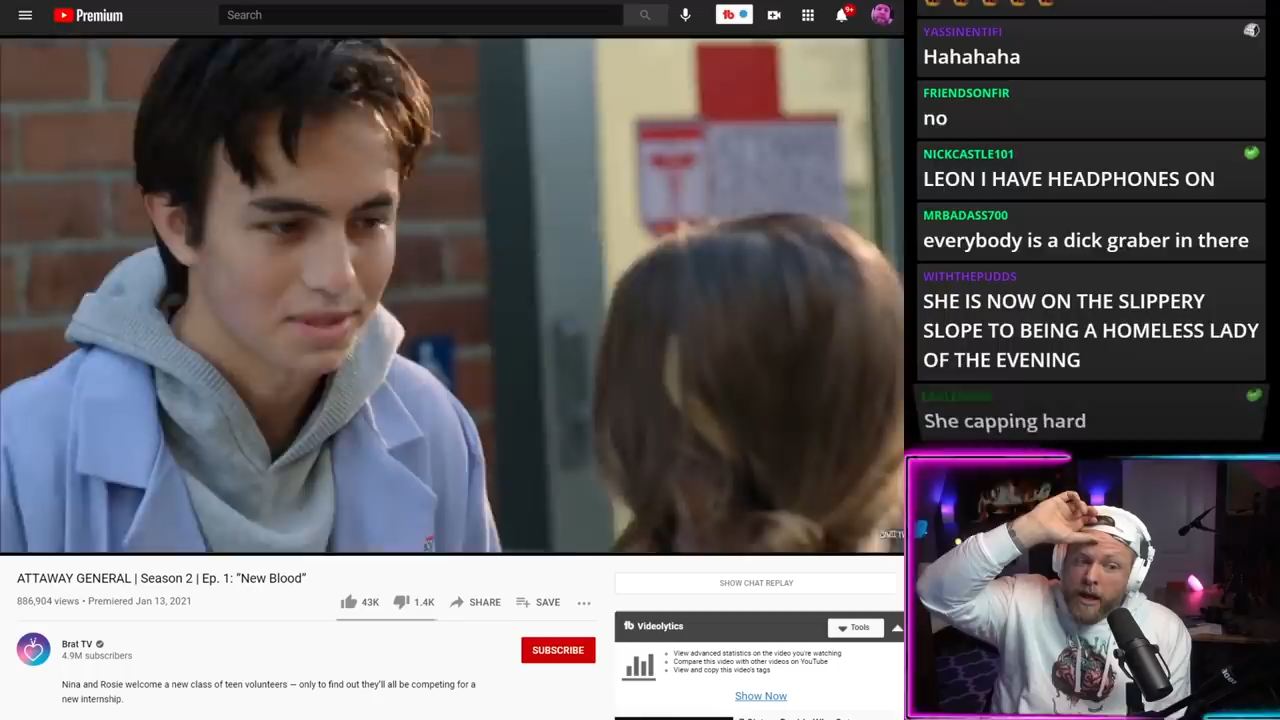 Premium
Search
9+
YASSINENTIFI
Hahahaha
FRIENDSONFIR
no
NICKCASTLE101
LEON I HAVE HEADPHONES ON
MRBADASS700
everybody is a dick graber in there
WITHTHEPUDDS
SHE IS NOW ON THE SLIPPERY
SLOPE TO BEING A HOMELESS LADY
OF THE EVENING
She capping hard
ATTAWAY GENERAL | Season 2 | Ep. 1: “New Blood”
886,904 views • Premiered Jan 13, 2021
43K
1.4K
SHARE
SAVE
Brat TV
4.9M subscribers
SUBSCRIBE
Nina and Rosie welcome a new class of teen volunteers — only to find out they'll all be competing for a
new internship.
SHOW CHAT REPLAY
Videolytics
Tools
View advanced statistics on the video you're watching
Compare this video with other videos on YouTube
View and copy this video's tags
Show Now